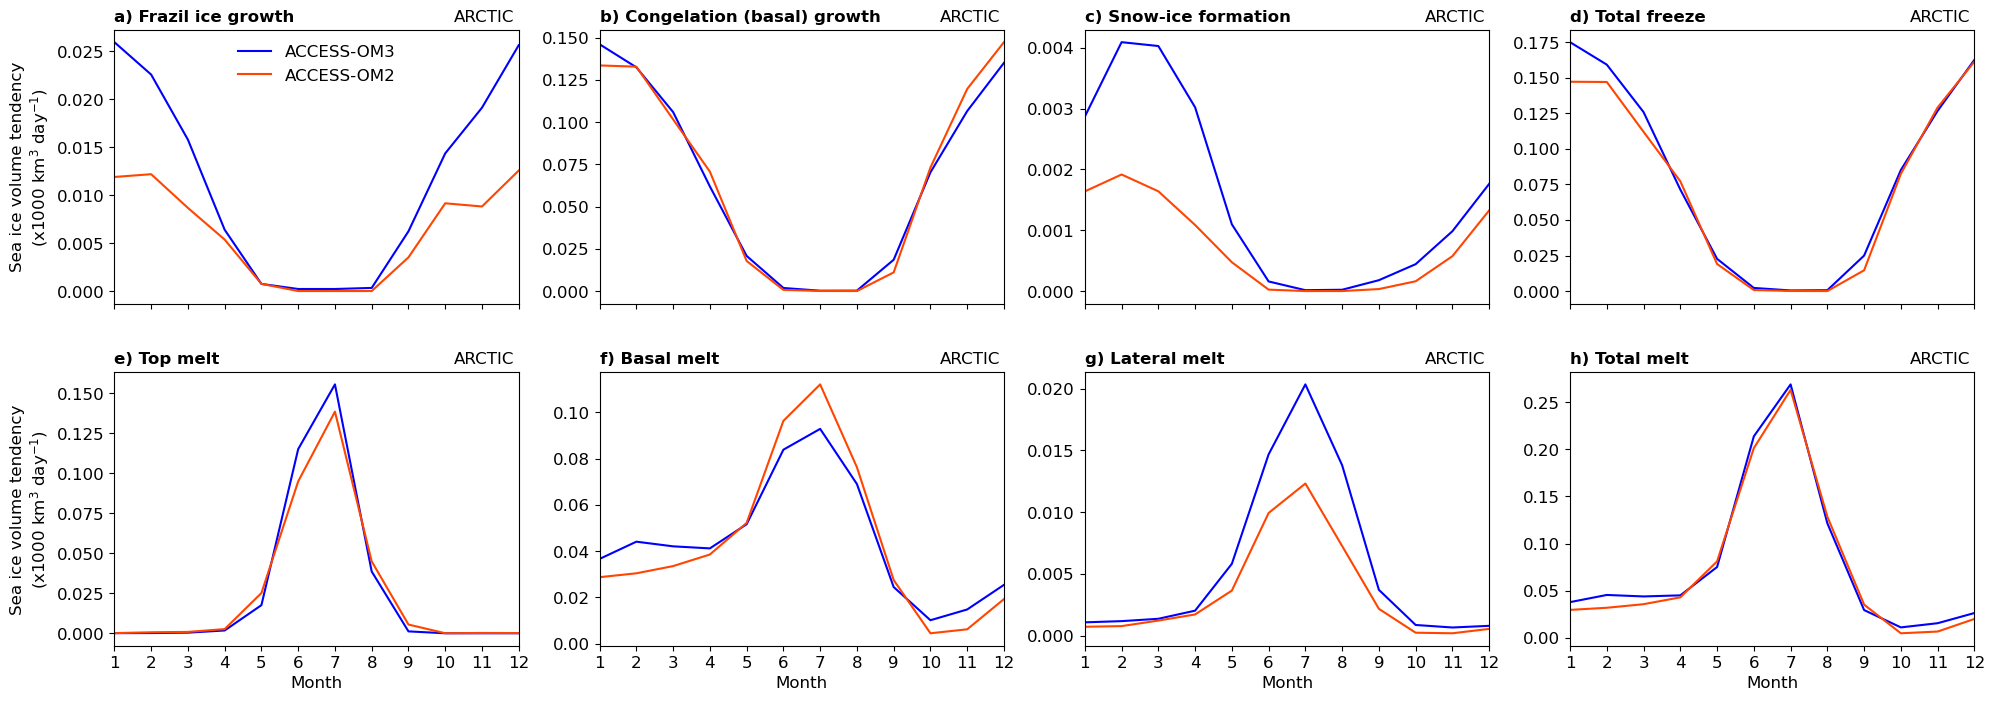 a) Frazil ice growth ARCTIC
b) Congelation (basal) growth ARCTIC
c) Snow-ice formation ARCTIC
d) Total freeze ARCTIC
Sea ice volume tendency
(x1000 km³ day⁻¹)
ACCESS-OM3
ACCESS-OM2
0.025
0.020
0.015
0.010
0.005
0.000
0.150
0.125
0.100
0.075
0.050
0.025
0.000
0.004
0.003
0.002
0.001
0.000
0.175
0.150
0.125
0.100
0.075
0.050
0.025
0.000
e) Top melt ARCTIC
f) Basal melt ARCTIC
g) Lateral melt ARCTIC
h) Total melt ARCTIC
Sea ice volume tendency
(x1000 km³ day⁻¹)
0.150
0.125
0.100
0.075
0.050
0.025
0.000
1 2 3 4 5 6 7 8 9 10 11 12
Month
0.10
0.08
0.06
0.04
0.02
0.00
1 2 3 4 5 6 7 8 9 10 11 12
Month
0.020
0.015
0.010
0.005
0.000
1 2 3 4 5 6 7 8 9 10 11 12
Month
0.25
0.20
0.15
0.10
0.05
0.00
1 2 3 4 5 6 7 8 9 10 11 12
Month